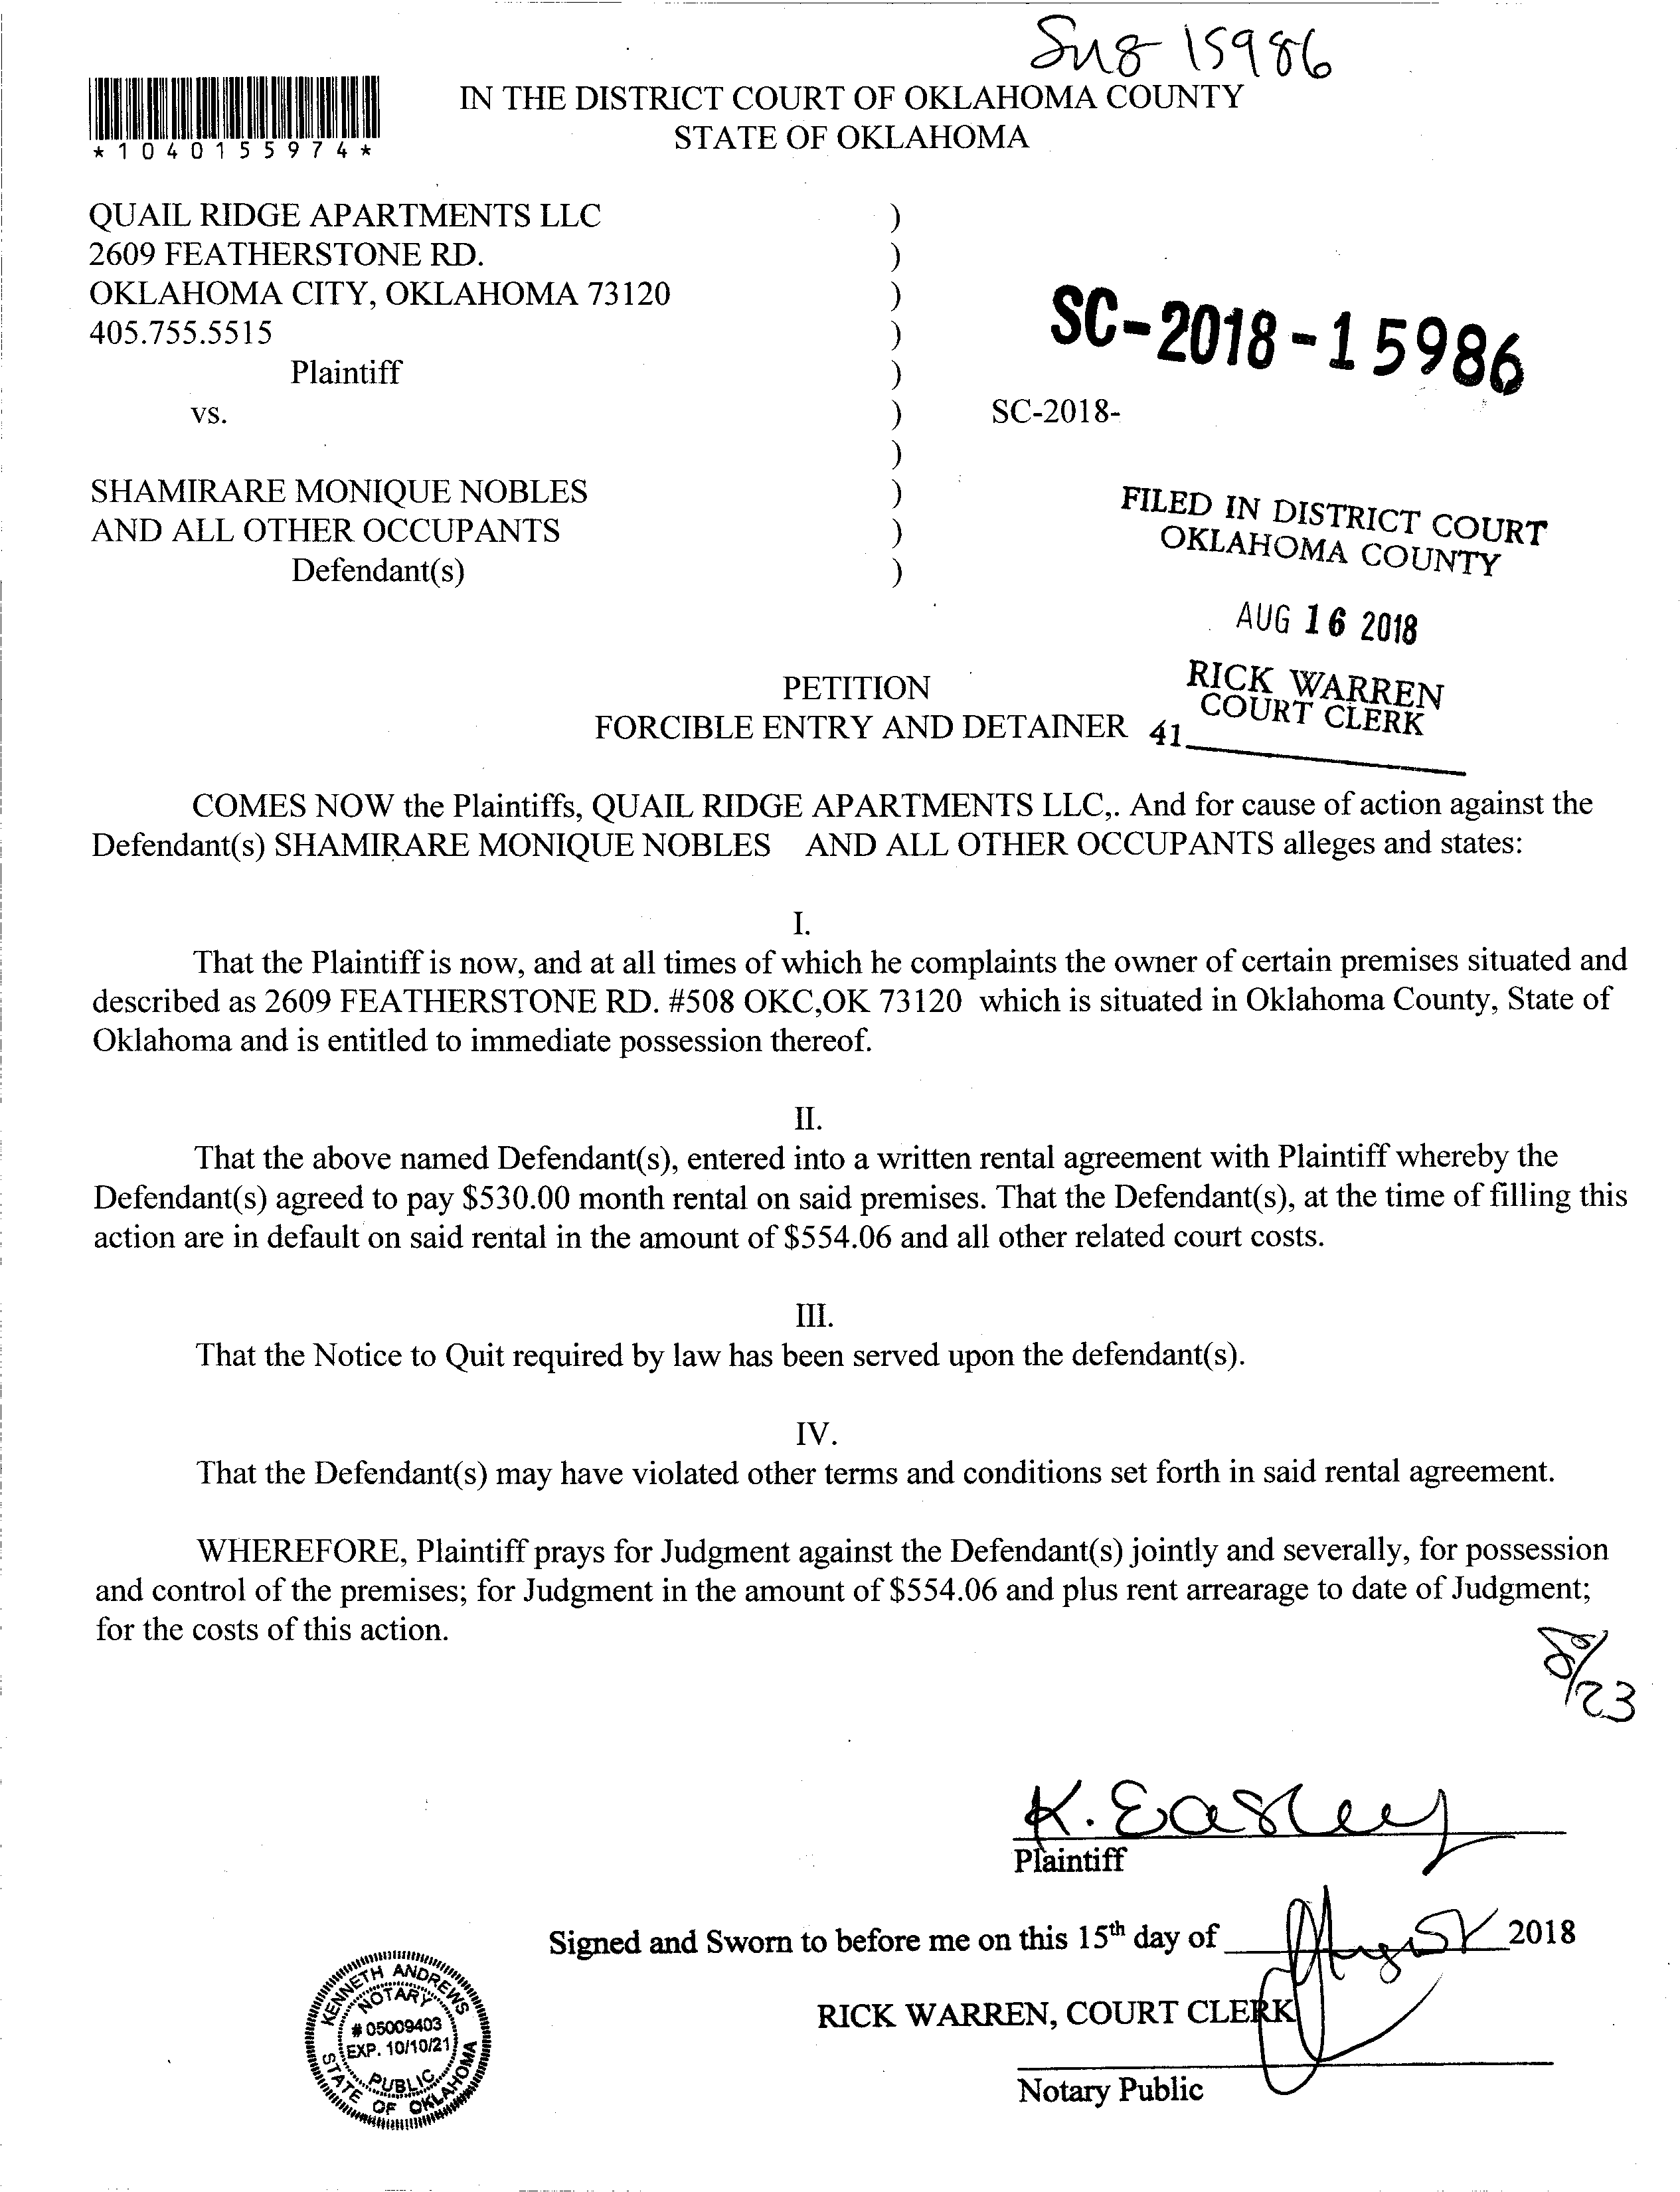 15986
*1040155974*
IN THE DISTRICT COURT OF OKLAHOMA COUNTY
STATE OF OKLAHOMA
QUAIL RIDGE APARTMENTS LLC )
2609 FEATHERSTONE RD. )
OKLAHOMA CITY, OKLAHOMA 73120 )
405.755.5515 )
Plaintiff )
SC-2018-15986
vs. ) SC-2018-
)
SHAMIRARE MONIQUE NOBLES )
AND ALL OTHER OCCUPANTS )
Defendant(s) )
FILED IN DISTRICT COURT
OKLAHOMA COUNTY
AUG 16 2018
RICK WARREN
COURT CLERK
41
PETITION
FORCIBLE ENTRY AND DETAINER
COMES NOW the Plaintiffs, QUAIL RIDGE APARTMENTS LLC,. And for cause of action against the
Defendant(s) SHAMIRARE MONIQUE NOBLES AND ALL OTHER OCCUPANTS alleges and states:
I.
That the Plaintiff is now, and at all times of which he complaints the owner of certain premises situated and
described as 2609 FEATHERSTONE RD. #508 OKC,OK 73120 which is situated in Oklahoma County, State of
Oklahoma and is entitled to immediate possession thereof.
II.
That the above named Defendant(s), entered into a written rental agreement with Plaintiff whereby the
Defendant(s) agreed to pay $530.00 month rental on said premises. That the Defendant(s), at the time of filling this
action are in default on said rental in the amount of $554.06 and all other related court costs.
III.
That the Notice to Quit required by law has been served upon the defendant(s).
IV.
That the Defendant(s) may have violated other terms and conditions set forth in said rental agreement.
WHEREFORE, Plaintiff prays for Judgment against the Defendant(s) jointly and severally, for possession
and control of the premises; for Judgment in the amount of $554.06 and plus rent arrearage to date of Judgment;
for the costs of this action.
8/23
K. Easley
Plaintiff
Signed and Sworn to before me on this 15th day of August 2018
RICK WARREN, COURT CLERK
Notary Public
KENNETH ANDREWS
NOTARY
# 05009403
EXP. 10/10/21
PUBLIC
STATE OF OKLAHOMA